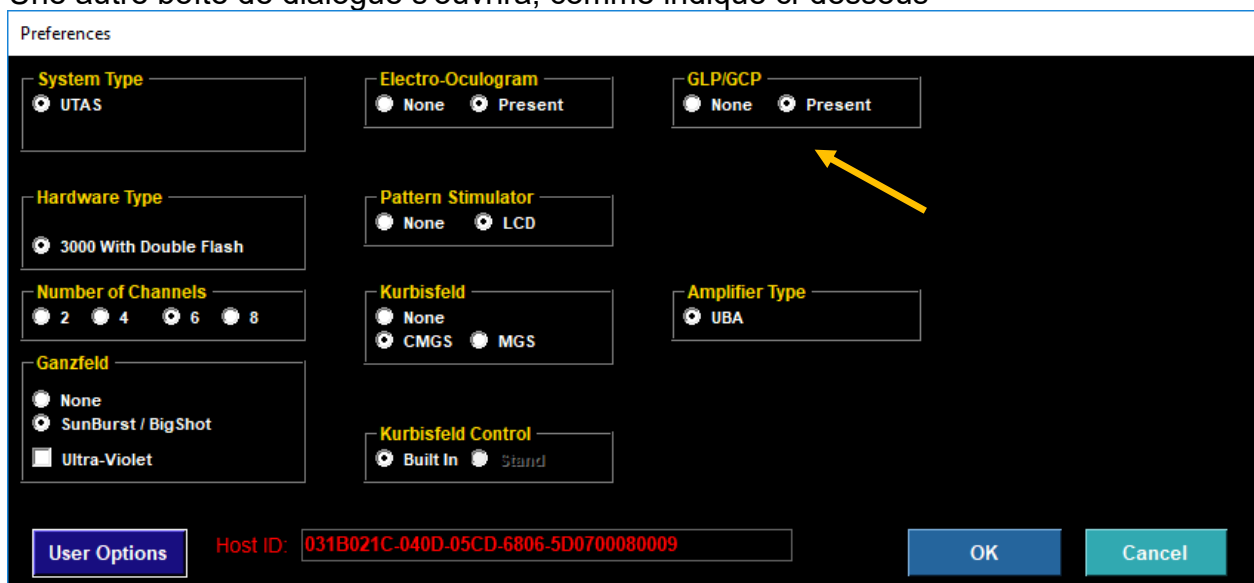 Une autre boîte de dialogue s'ouvrira, comme indiqué ci-dessous
Preferences
System Type
UTAS
Electro-Oculogram
None Present
GLP/GCP
None Present
Hardware Type
3000 With Double Flash
Pattern Stimulator
None LCD
Number of Channels
2 4 6 8
Kurbisfeld
None
CMGS MGS
Amplifier Type
UBA
Ganzfeld
None
SunBurst / BigShot
Ultra-Violet
Kurbisfeld Control
Built In Stand
User Options
Host ID: 031B021C-040D-05CD-6806-5D0700080009
OK
Cancel